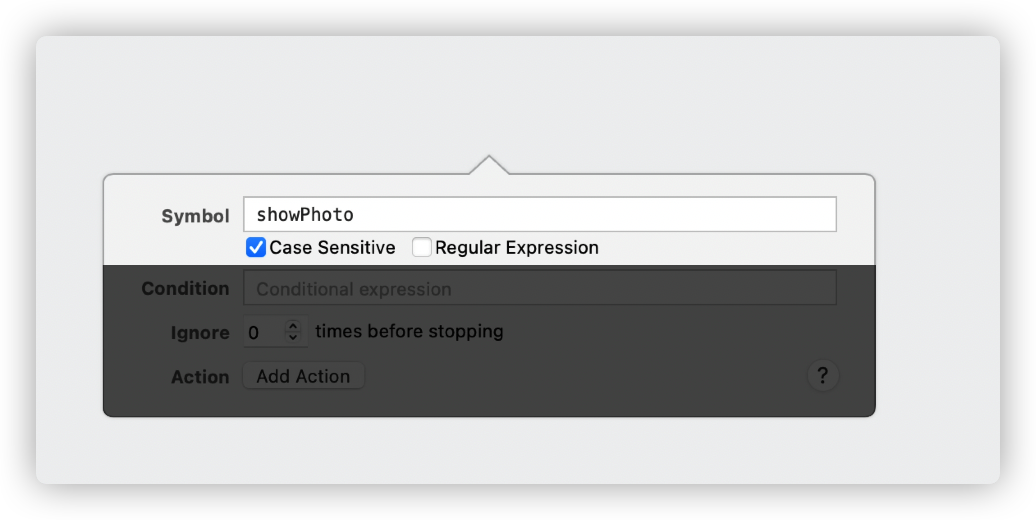 Symbol showPhoto
Case Sensitive Regular Expression
Condition Conditional expression
Ignore 0 times before stopping
Action Add Action ?